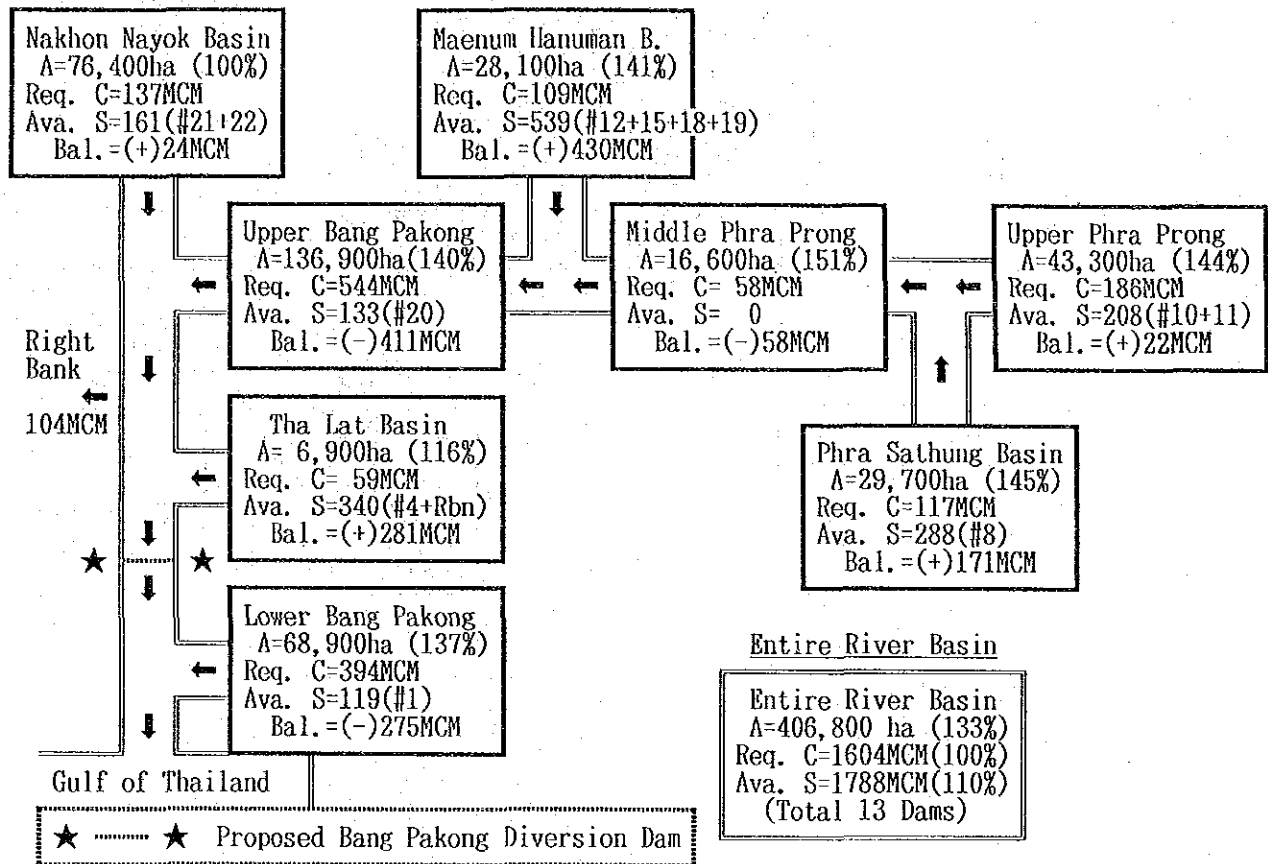 Nakhon Nayok Basin
A=76,400ha (100%)
Req. C=137MCM
Ava. S=161(#21+22)
Bal.=(+)24MCM
Maenum Hanuman B.
A=28,100ha (141%)
Req. C=109MCM
Ava. S=539(#12+15+18+19)
Bal.=(+)430MCM
Upper Bang Pakong
A=136,900ha(140%)
Req. C=544MCM
Ava. S=133(#20)
Bal.=(-)411MCM
Middle Phra Prong
A=16,600ha (151%)
Req. C= 58MCM
Ava. S= 0
Bal.=(-)58MCM
Upper Phra Prong
A=43,300ha (144%)
Req. C=186MCM
Ava. S=208(#10+11)
Bal.=(+)22MCM
Right
Bank
104MCM
Tha Lat Basin
A= 6,900ha (116%)
Req. C= 59MCM
Ava. S=340(#4+Rbn)
Bal.=(+)281MCM
Phra Sathung Basin
A=29,700ha (145%)
Req. C=117MCM
Ava. S=288(#8)
Bal.=(+)171MCM
Lower Bang Pakong
A=68,900ha (137%)
Req. C=394MCM
Ava. S=119(#1)
Bal.=(-)275MCM
Entire River Basin
Entire River Basin
A=406,800 ha (133%)
Req. C=1604MCM(100%)
Ava. S=1788MCM(110%)
(Total 13 Dams)
Gulf of Thailand
★ ┈┈ ★ Proposed Bang Pakong Diversion Dam